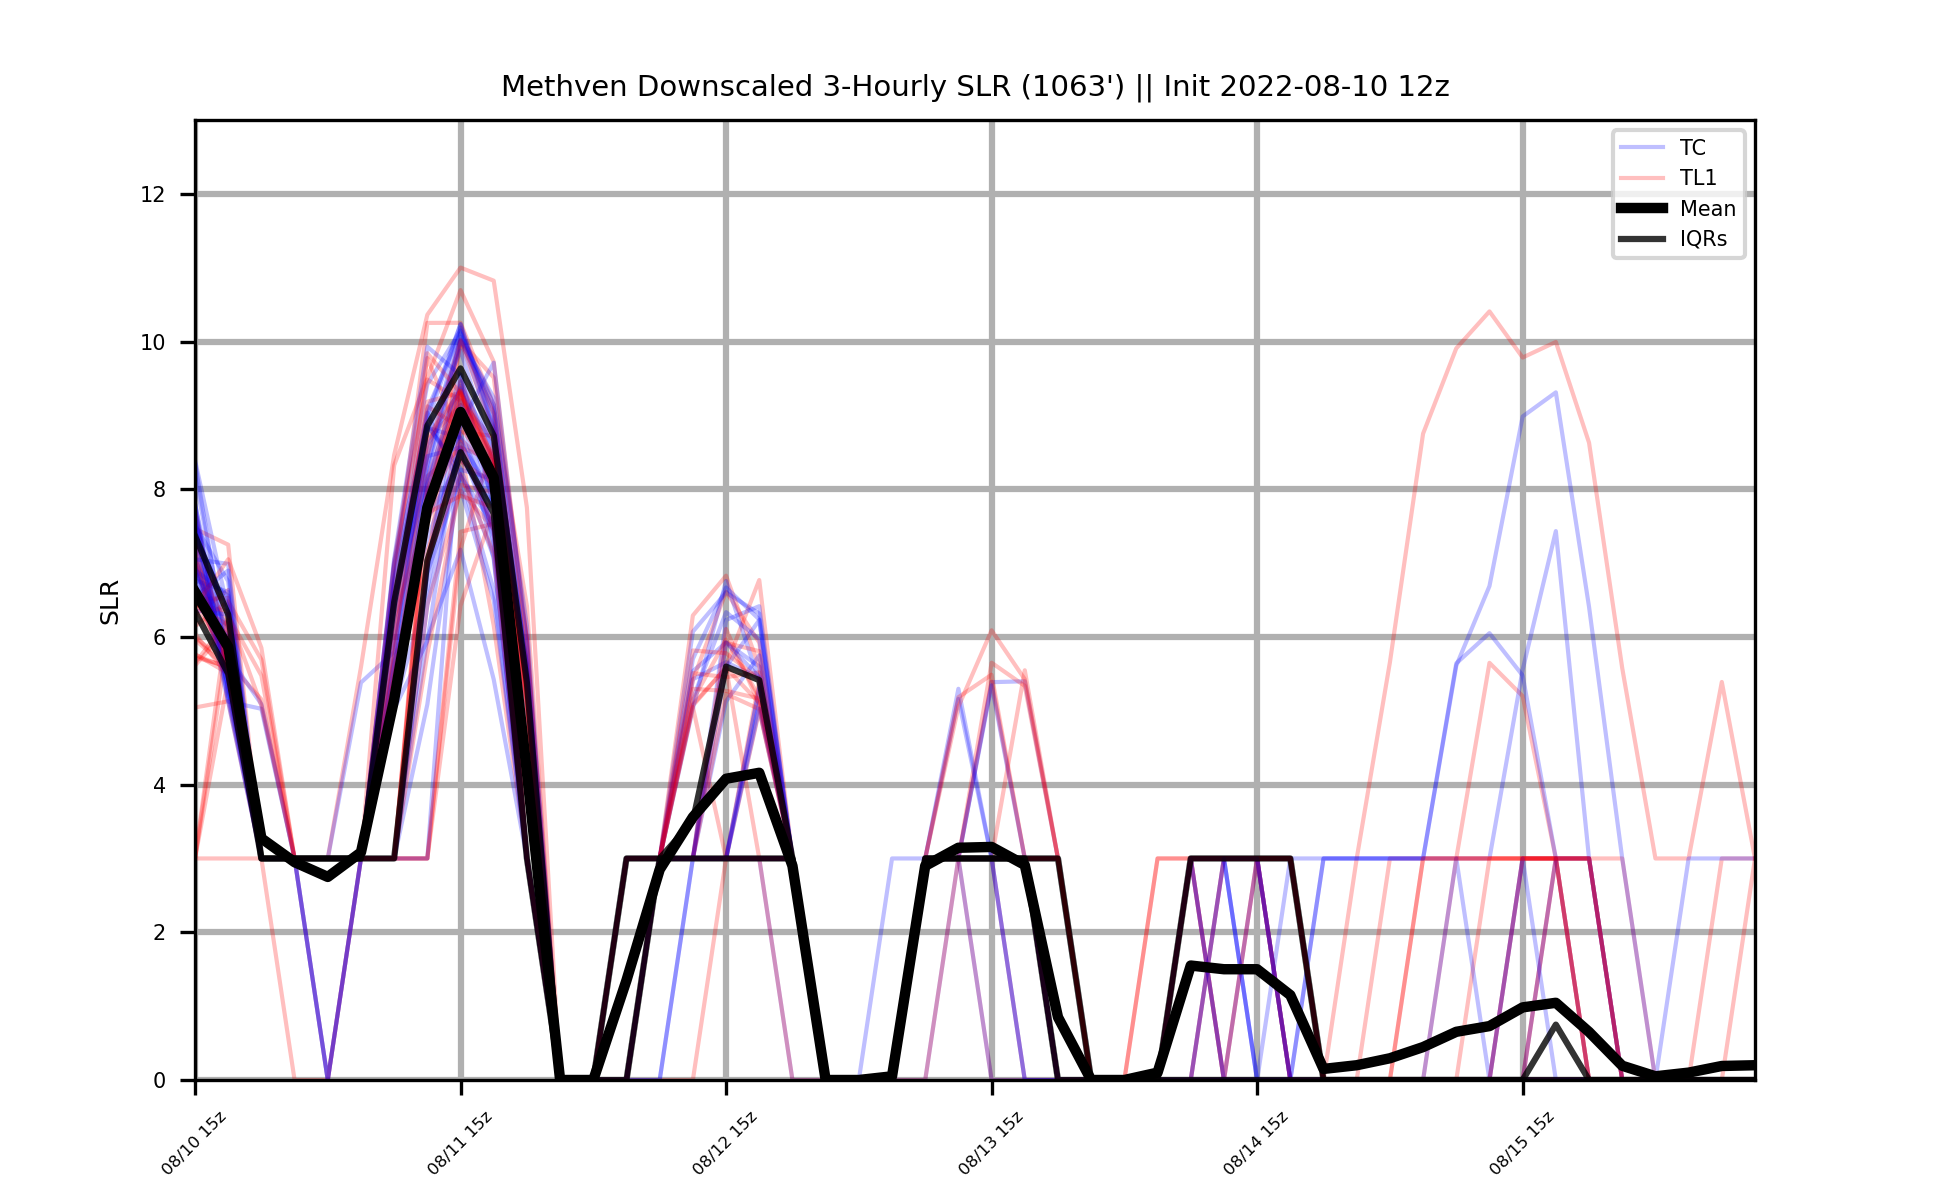 Methven Downscaled 3-Hourly SLR (1063') || Init 2022-08-10 12z
TC
TL1
Mean
IQRs
SLR
12
10
8
6
4
2
0
08/10 15z
08/11 15z
08/12 15z
08/13 15z
08/14 15z
08/15 15z